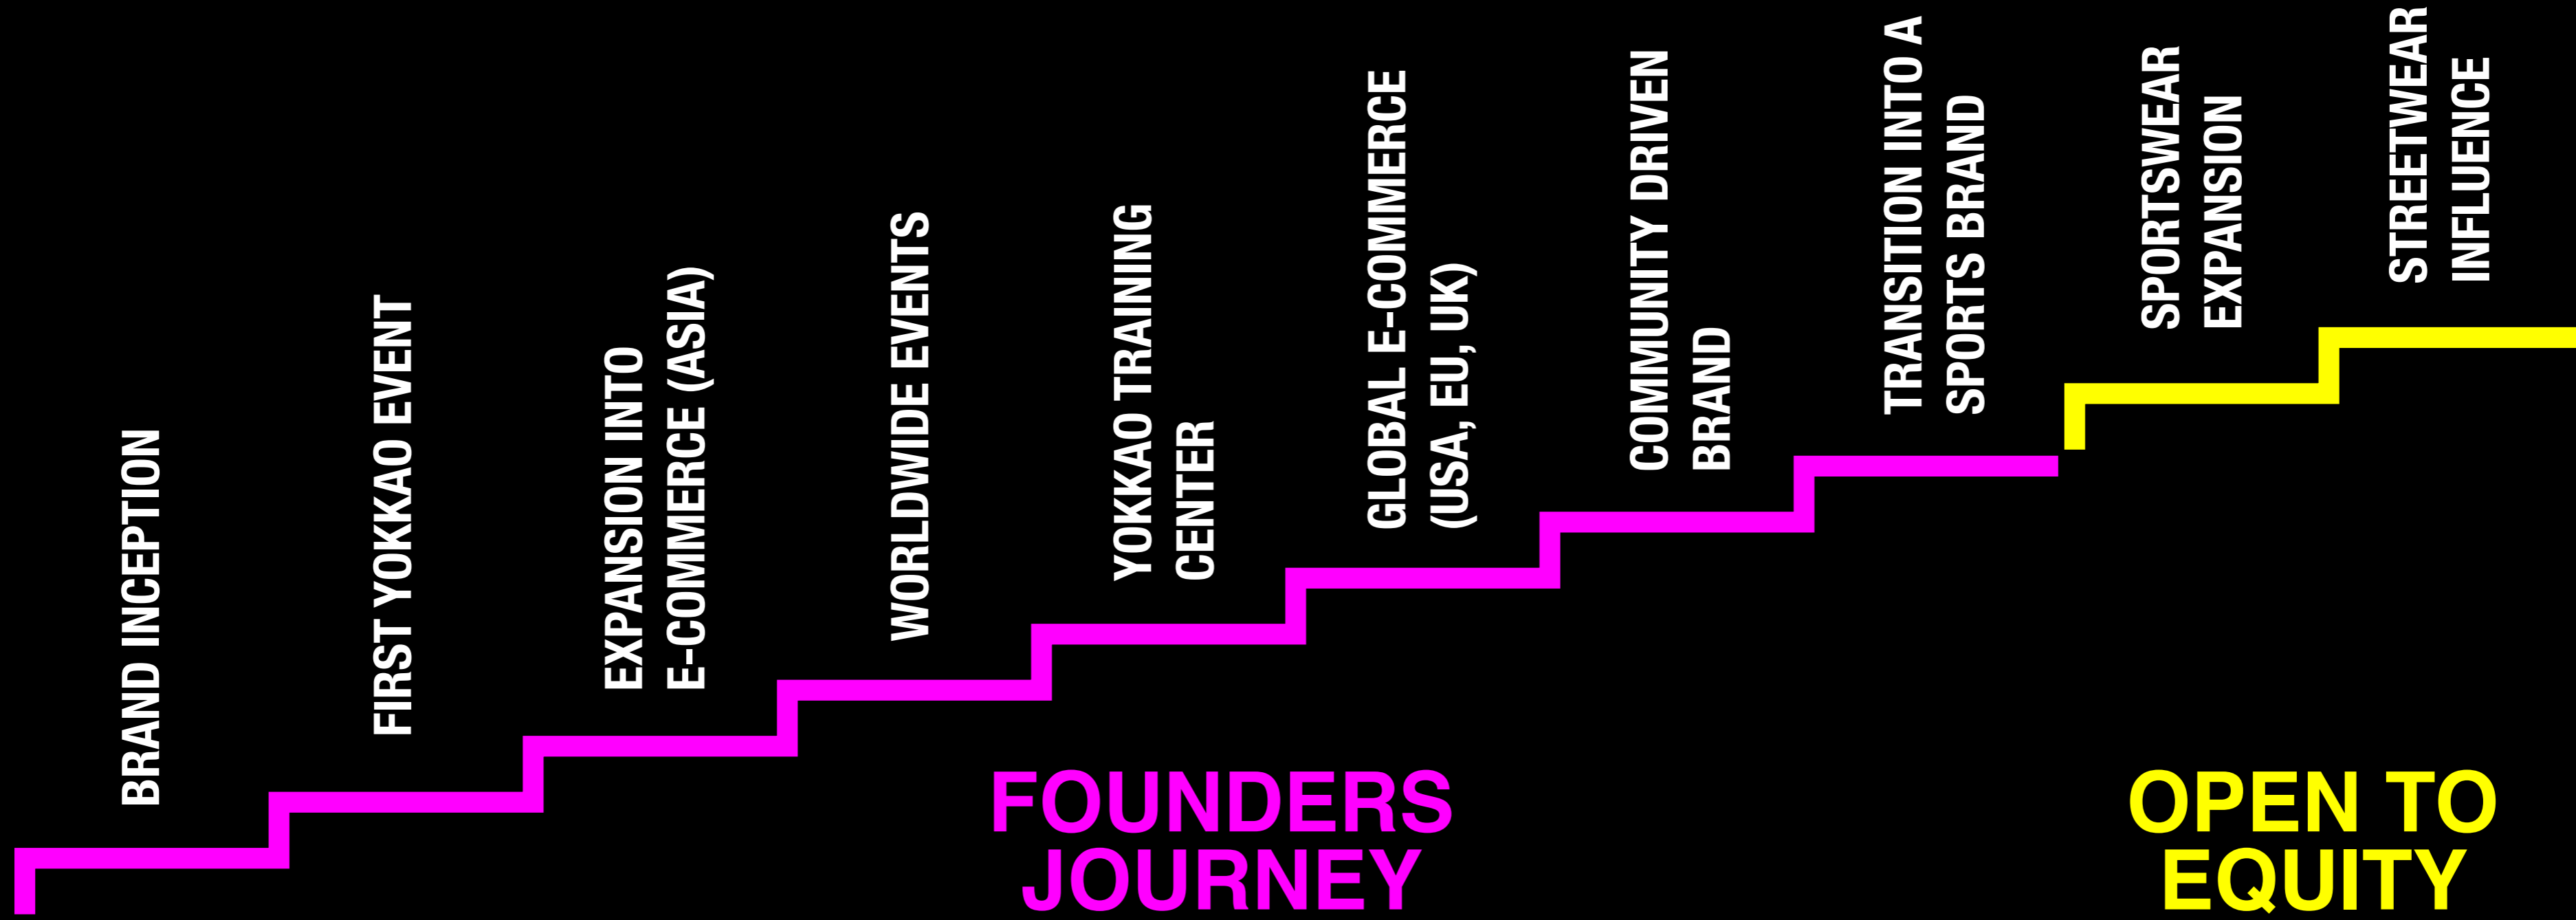 BRAND INCEPTION
FIRST YOKKAO EVENT
EXPANSION INTO
E-COMMERCE (ASIA)
WORLDWIDE EVENTS
YOKKAO TRAINING
CENTER
GLOBAL E-COMMERCE
(USA, EU, UK)
COMMUNITY DRIVEN
BRAND
TRANSITION INTO A
SPORTS BRAND
SPORTSWEAR
EXPANSION
STREETWEAR
INFLUENCE
FOUNDERS
JOURNEY
OPEN TO
EQUITY